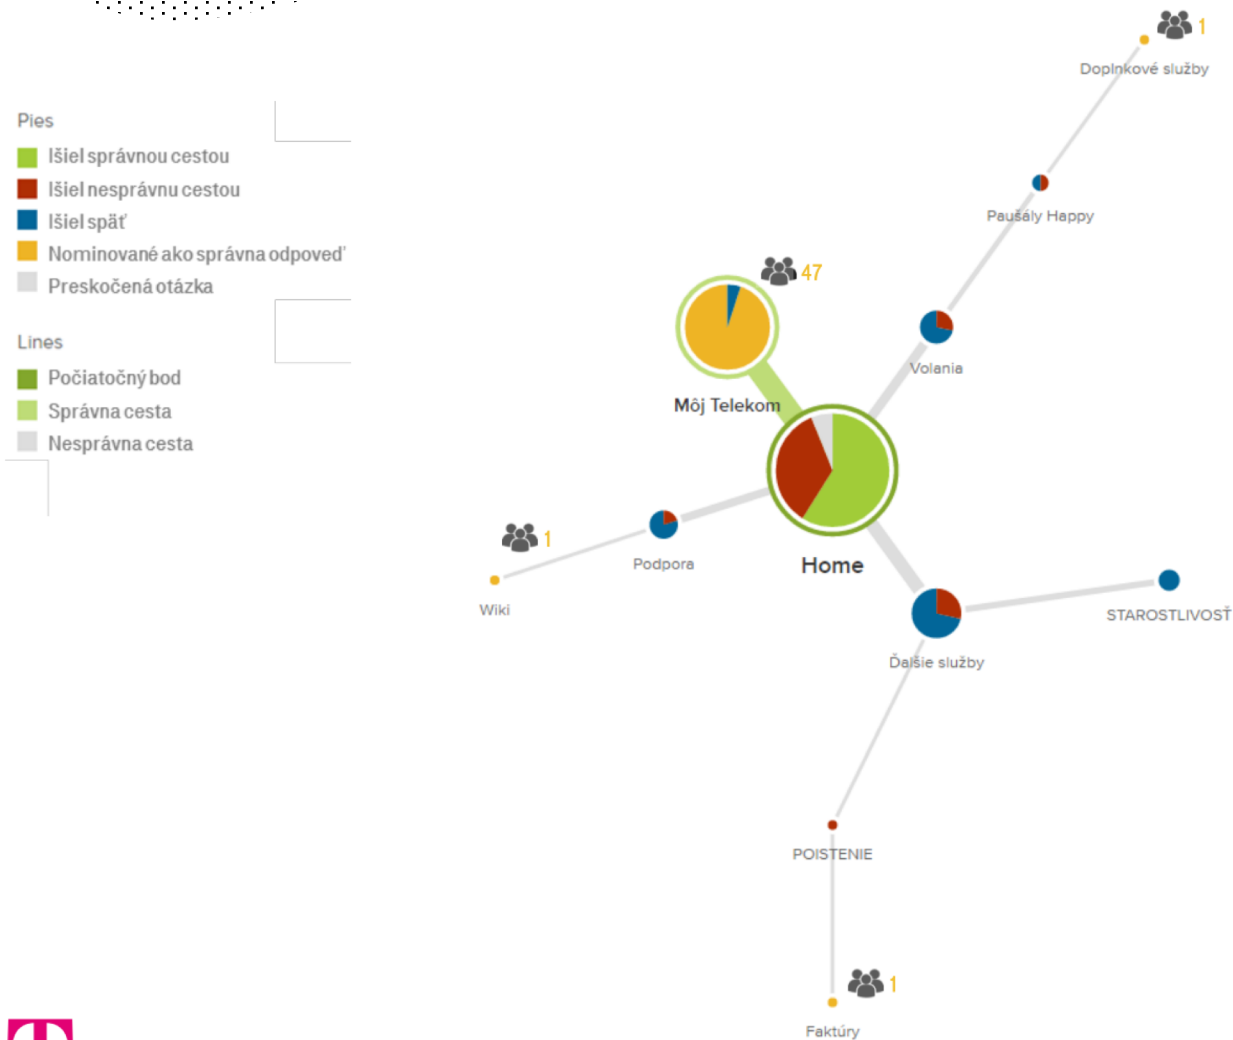 Pies
Išiel správnou cestou
Išiel nesprávnu cestou
Išiel späť
Nominované ako správna odpoveď
Preskočená otázka
Lines
Počiatočný bod
Správna cesta
Nesprávna cesta
1
Doplnkové služby
Paušály Happy
47
Volania
Môj Telekom
Home
1
Podpora
Wiki
STAROSTLIVOSŤ
Ďalšie služby
POISTENIE
1
Faktúry